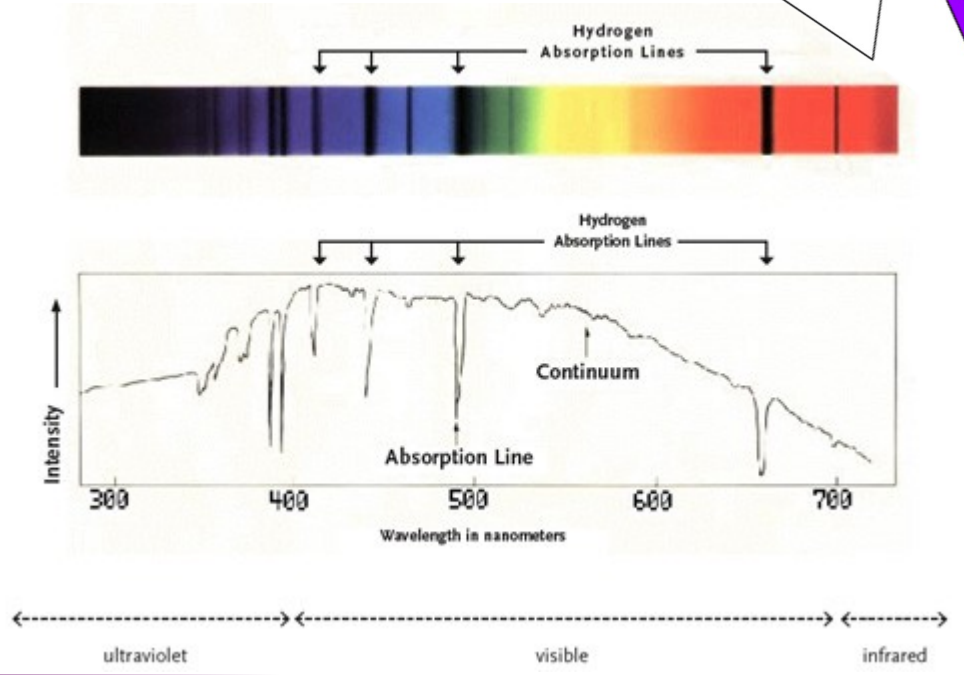 Hydrogen
Absorption Lines
Hydrogen
Absorption Lines
Intensity
Continuum
Absorption Line
300 400 500 600 700
Wavelength in nanometers
ultraviolet visible infrared